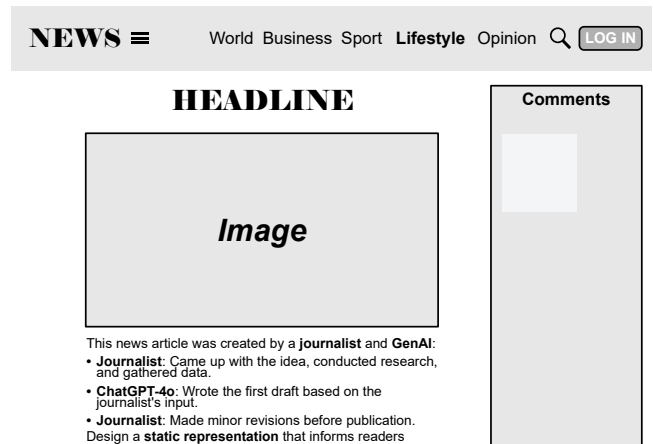 NEWS
World Business Sport Lifestyle Opinion LOG IN
HEADLINE
Comments
Image
This news article was created by a journalist and GenAI:
• Journalist: Came up with the idea, conducted research,
and gathered data.
• ChatGPT-4o: Wrote the first draft based on the
journalist's input.
• Journalist: Made minor revisions before publication.
Design a static representation that informs readers